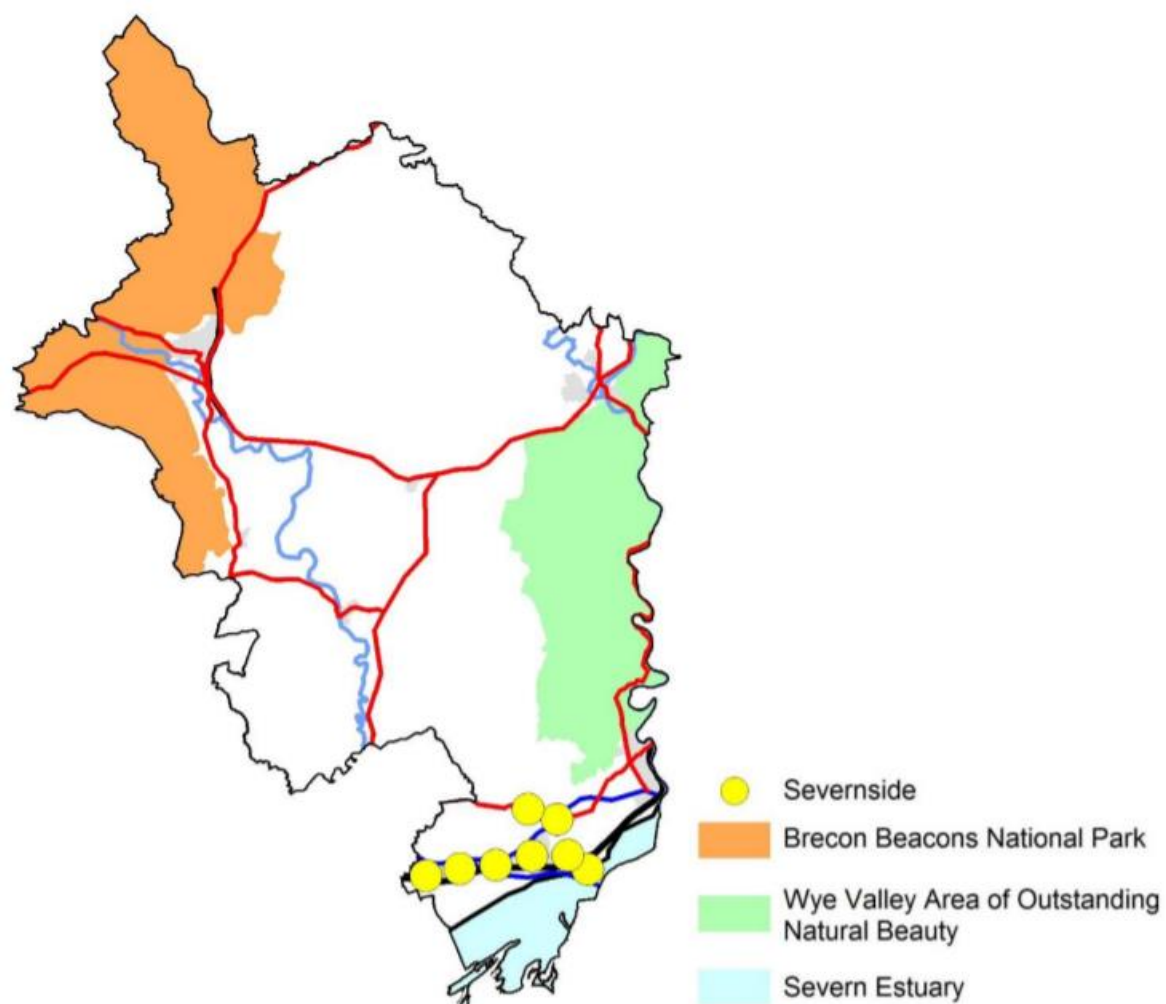 Severnside
Brecon Beacons National Park
Wye Valley Area of Outstanding
Natural Beauty
Severn Estuary